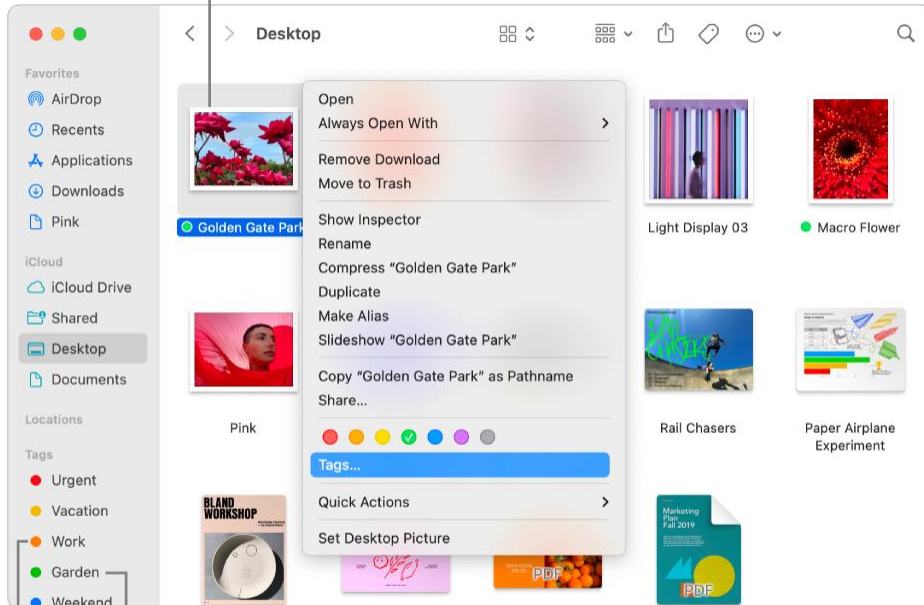 Desktop
Favorites
AirDrop
Recents
Applications
Downloads
Pink
iCloud
iCloud Drive
Shared
Desktop
Documents
Locations
Tags
Urgent
Vacation
Work
Garden
Weekend
Golden Gate Park
Open
Always Open With
Remove Download
Move to Trash
Show Inspector
Rename
Compress “Golden Gate Park”
Duplicate
Make Alias
Slideshow “Golden Gate Park”
Copy “Golden Gate Park” as Pathname
Share...
Tags...
Quick Actions
Set Desktop Picture
Light Display 03
Macro Flower
Pink
RAIL
CHASERS
Rail Chasers
Paper Airplane
Experiment
BLAND
WORKSHOP
PDF
Marketing
Plan
Fall 2019
PDF